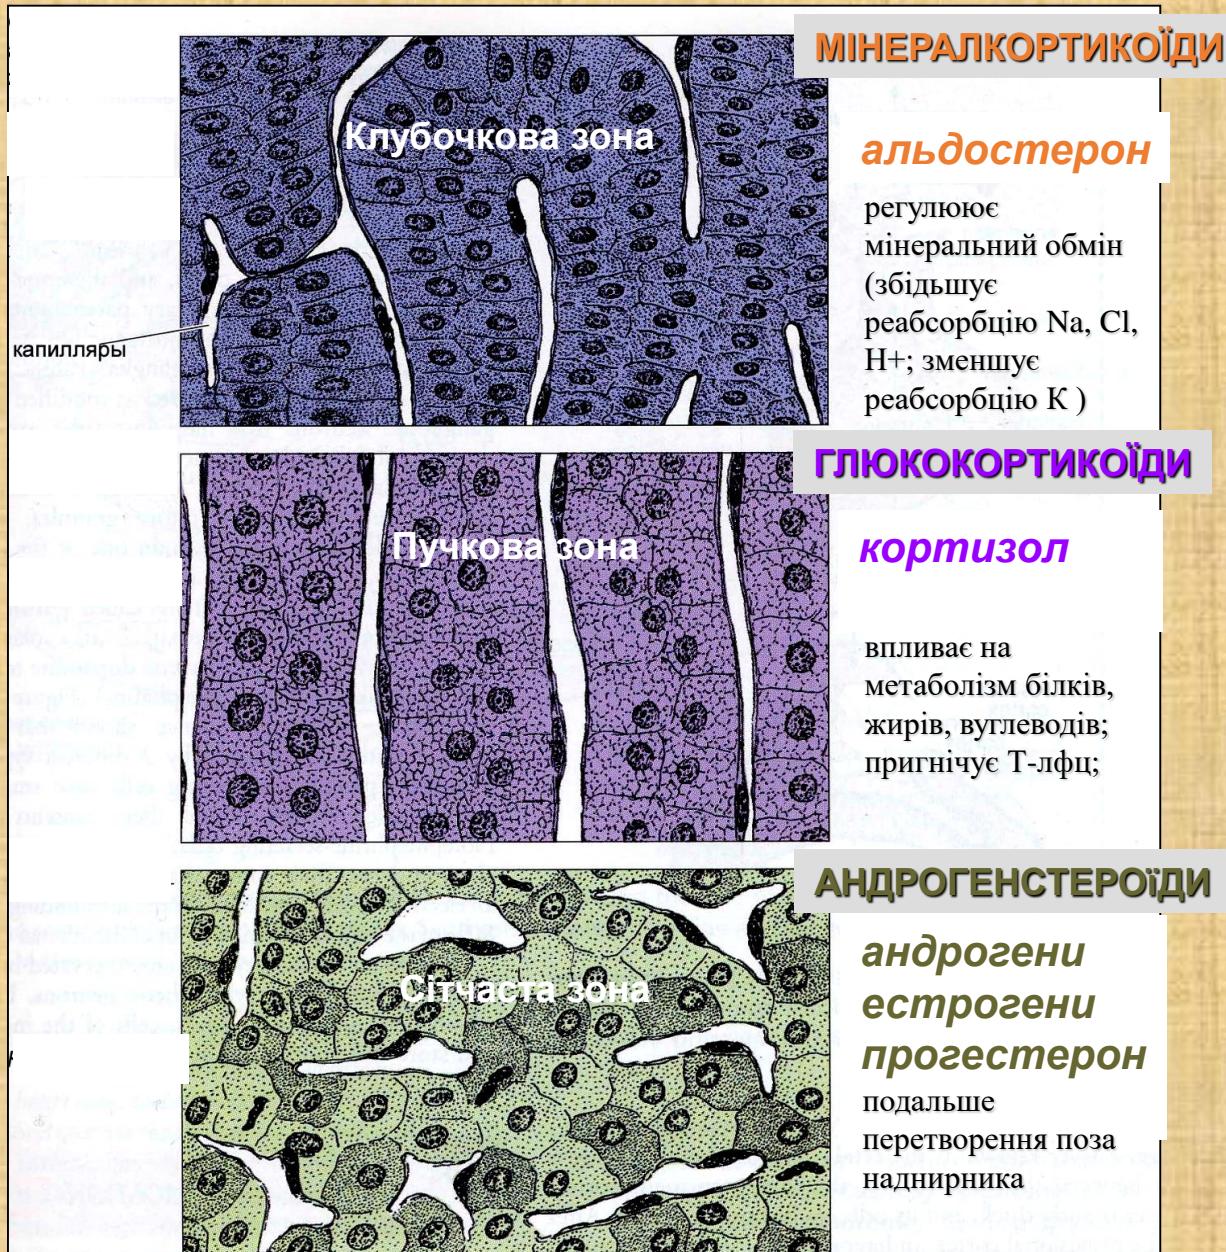 МІНЕРАЛКОРТИКОЇДИ
Клубочкова зона
альдостерон
регулюює
мінеральний обмін
(збідьшує
реабсорбцію Na, Cl,
H+; зменшує
реабсорбцію К )
капилляры
ГЛЮКОКОРТИКОЇДИ
Пучкова зона
кортизол
впливає на
метаболізм білків,
жирів, вуглеводів;
пригнічує Т-лфц;
АНДРОГЕНСТЕРОїДИ
Сітчаста зона
андрогени
естрогени
прогестерон
подальше
перетворення поза
наднирника